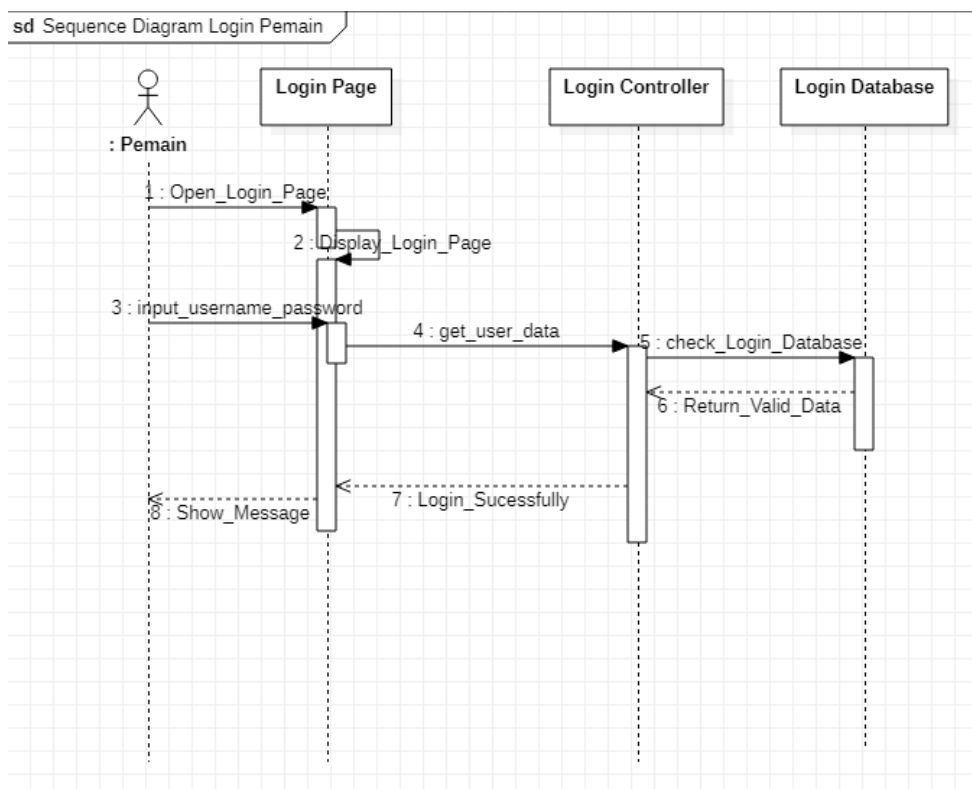 sd Sequence Diagram Login Pemain
Login Page
Login Controller
Login Database
: Pemain
1 : Open_Login_Page
2 : Display_Login_Page
3 : input_username_password
4 : get_user_data
5 : check_Login_Database
6 : Return_Valid_Data
7 : Login_Sucessfully
8 : Show_Message